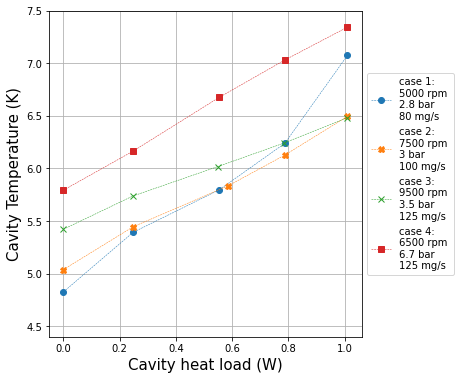 7.5
7.0
6.5
6.0
5.5
5.0
4.5
Cavity Temperature (K)
0.0 0.2 0.4 0.6 0.8 1.0
Cavity heat load (W)
case 1:
5000 rpm
2.8 bar
80 mg/s
case 2:
7500 rpm
3 bar
100 mg/s
case 3:
9500 rpm
3.5 bar
125 mg/s
case 4:
6500 rpm
6.7 bar
125 mg/s